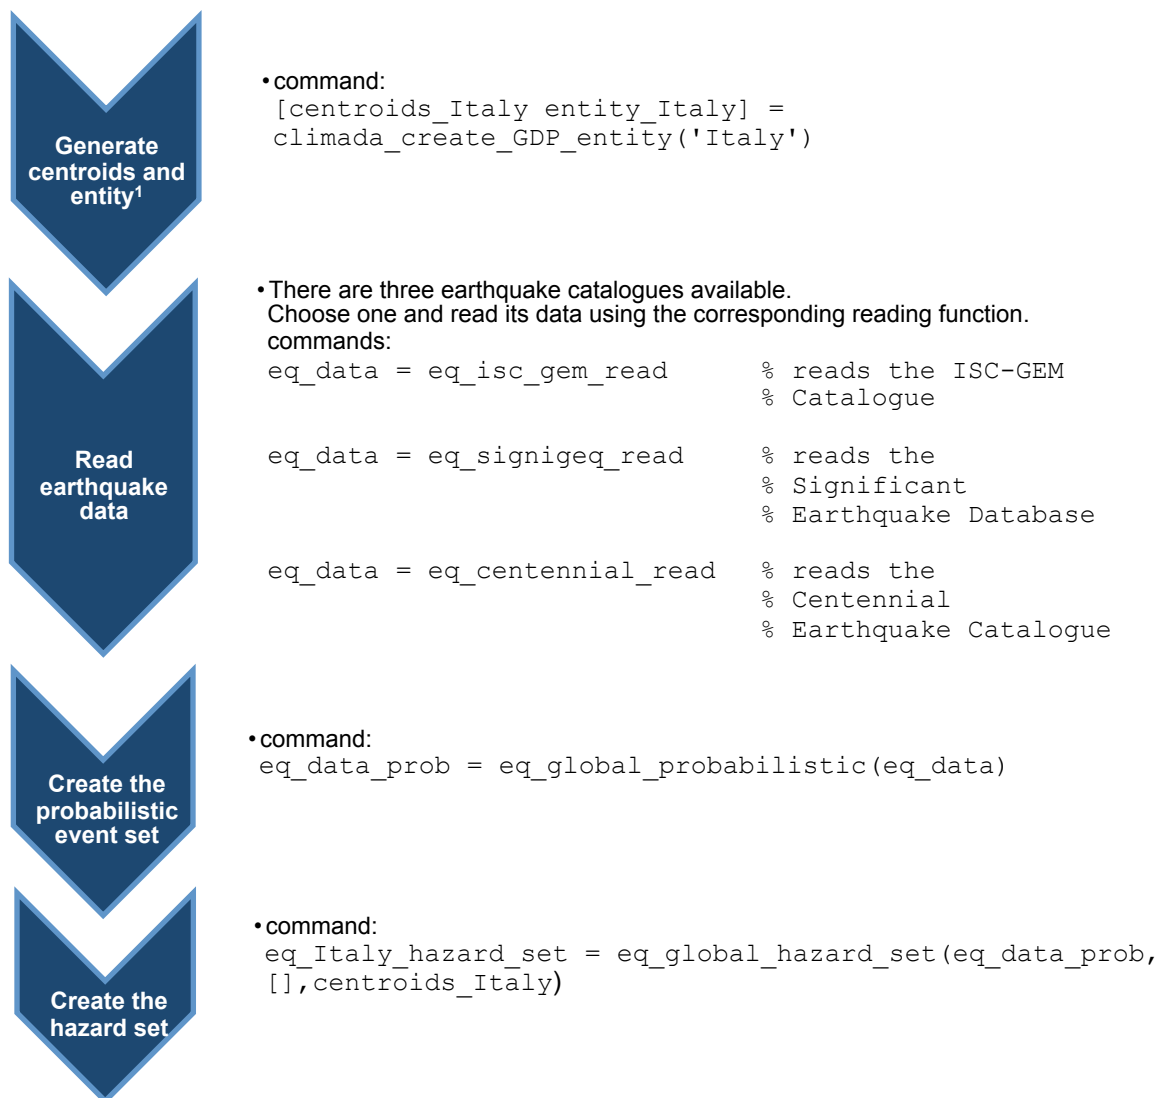 Generate
centroids and
entity¹
• command:
[centroids_Italy entity_Italy] =
climada_create_GDP_entity('Italy')
Read
earthquake
data
• There are three earthquake catalogues available.
Choose one and read its data using the corresponding reading function.
commands:
eq_data = eq_isc_gem_read % reads the ISC-GEM
% Catalogue
eq_data = eq_signigeq_read % reads the
% Significant
% Earthquake Database
eq_data = eq_centennial_read % reads the
% Centennial
% Earthquake Catalogue
Create the
probabilistic
event set
• command:
eq_data_prob = eq_global_probabilistic(eq_data)
Create the
hazard set
• command:
eq_Italy_hazard_set = eq_global_hazard_set(eq_data_prob,
[],centroids_Italy)